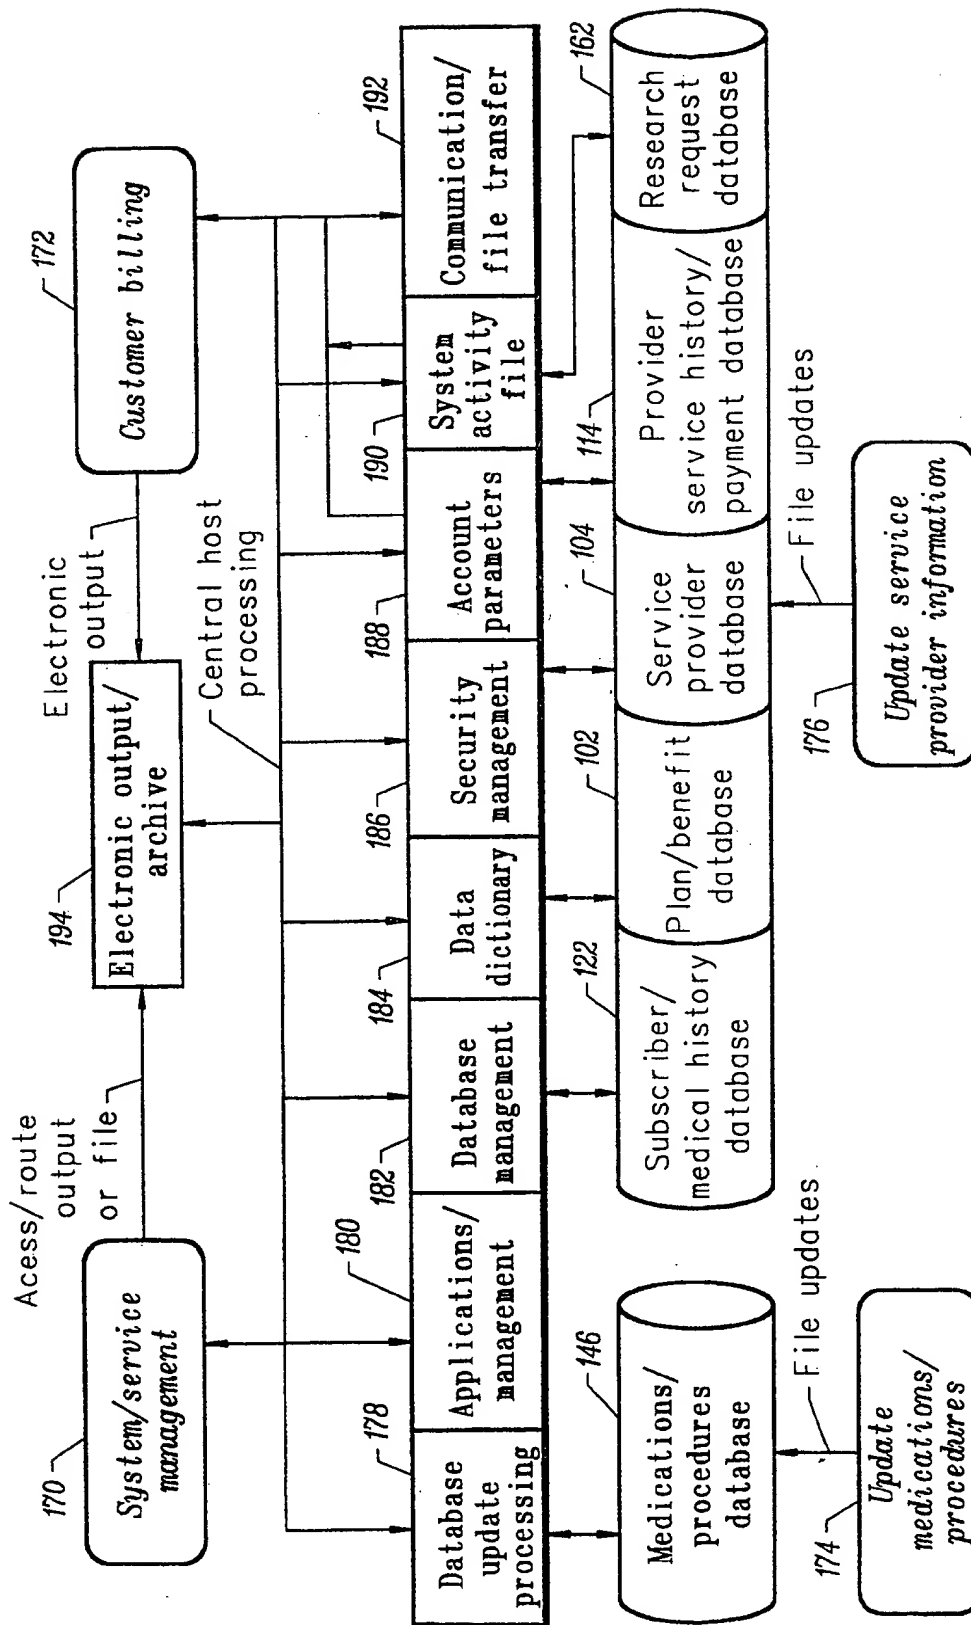 170
System/service
management
Acess/route
output
or file
194
Electronic output/
archive
Electronic
output
172
Customer billing
Central host
processing
178
Database
update
processing
180
Applications/
management
182
Database
management
184
Data
dictionary
186
Security
management
188
Account
parameters
190
System
activity
file
192
Communication/
file transfer
146
Medications/
procedures
database
122
Subscriber/
medical history
database
102
Plan/benefit
database
104
Service
provider
database
114
Provider
service history/
payment database
162
Research
request
database
File updates
174
Update
medications/
procedures
File updates
176
Update service
provider information